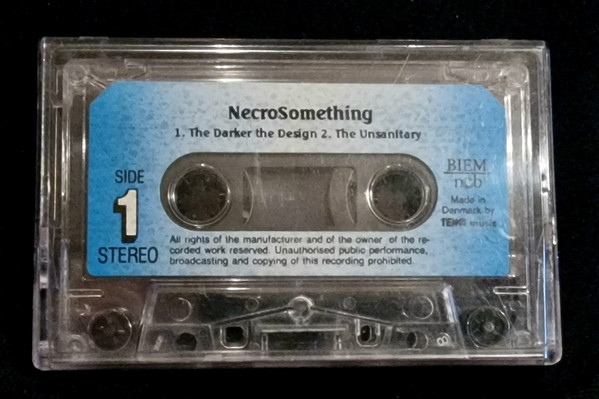 NecroSomething
1. The Darker the Design 2. The Unsanitary
SIDE
1
STEREO
BIEM
ncb
Made in
Denmark by
music
All rights of the manufacturer and of the owner of the re-
corded work reserved. Unauthorised public performance,
broadcasting and copying of this recording prohibited.
8